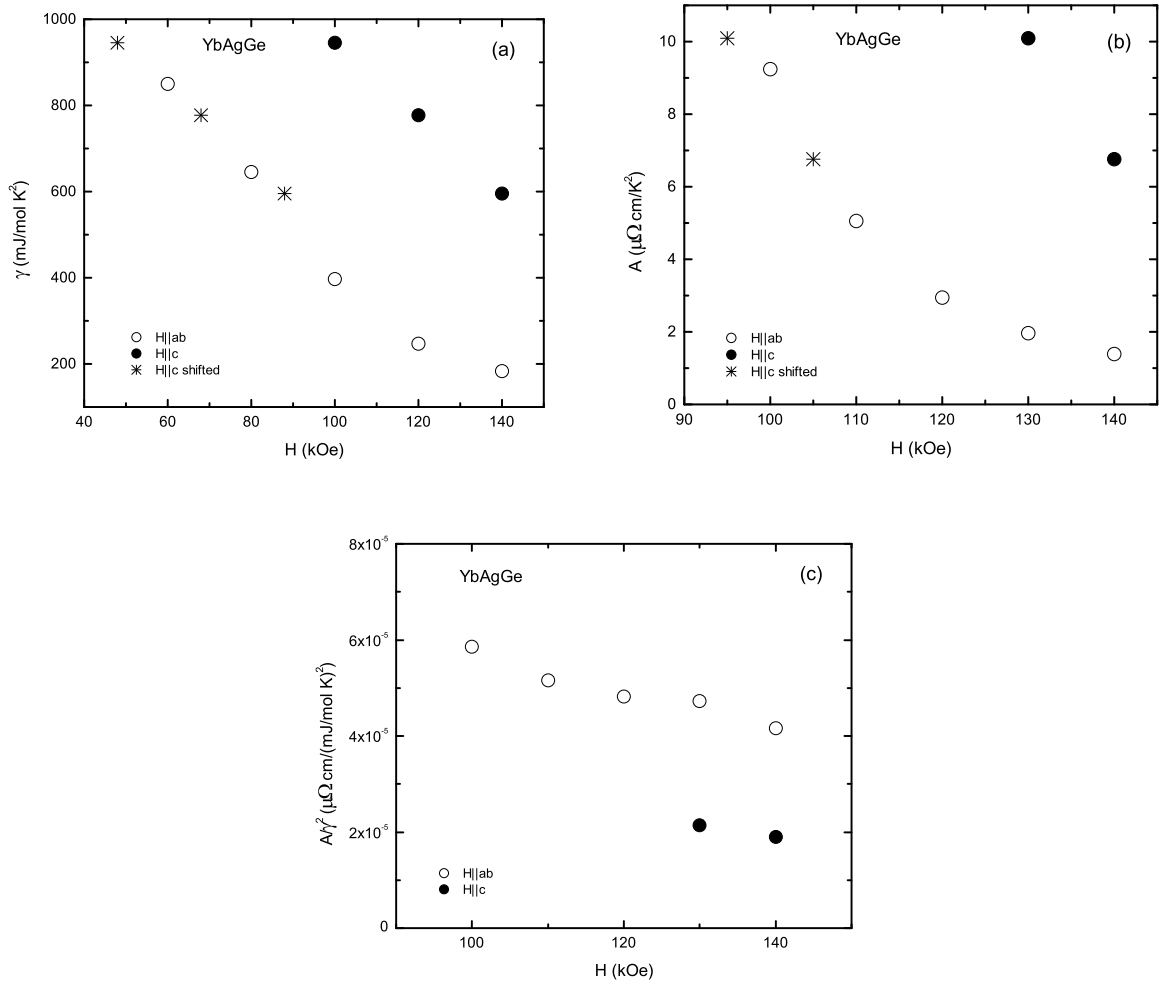 YbAgGe
(a)
1000
800
600
400
200
γ (mJ/mol K²)
H||ab
H||c
H||c shifted
40 60 80 100 120 140
H (kOe)
YbAgGe
(b)
10
8
6
4
2
0
A (μΩ cm/K²)
H||ab
H||c
H||c shifted
90 100 110 120 130 140
H (kOe)
YbAgGe
(c)
8x10⁻⁵
6x10⁻⁵
4x10⁻⁵
2x10⁻⁵
0
A/γ² (μΩ cm/(mJ/mol K)²)
H||ab
H||c
100 120 140
H (kOe)